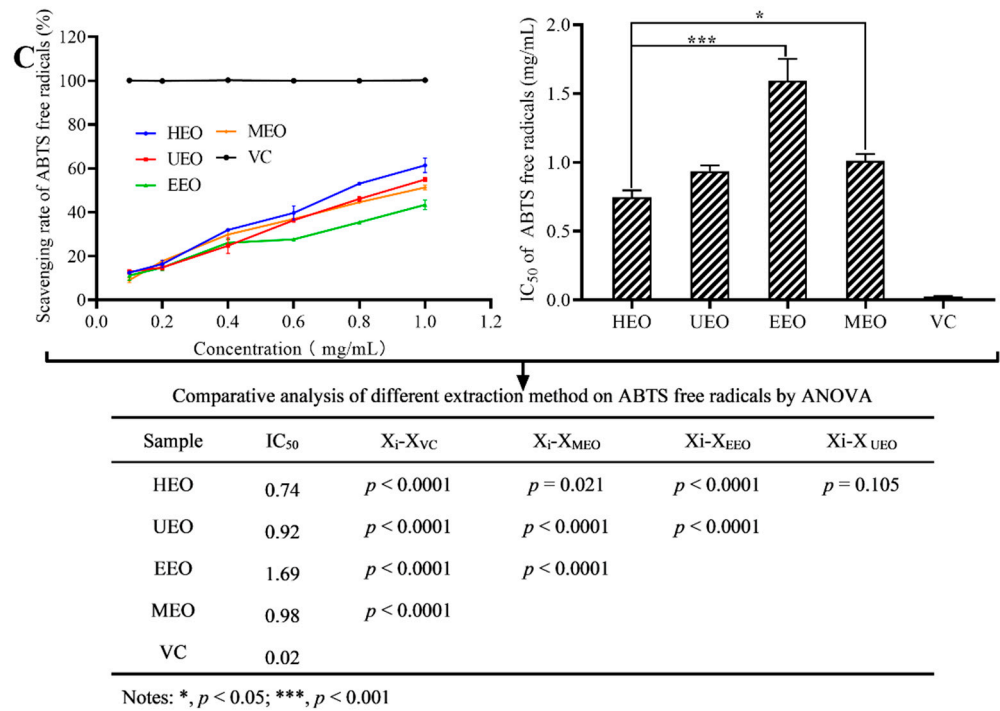 C
Scavenging rate of ABTS free radicals (%)
120
100
80
60
40
20
0
HEO
UEO
EEO
MEO
VC
0.0 0.2 0.4 0.6 0.8 1.0 1.2
Concentration ( mg/mL)
IC50 of ABTS free radicals (mg/mL)
2.0
1.5
1.0
0.5
0.0
*
***
HEO UEO EEO MEO VC
Comparative analysis of different extraction method on ABTS free radicals by ANOVA
Sample IC50 Xi-XVC Xi-XMEO Xi-XEEO Xi-X UEO
HEO 0.74 p < 0.0001 p = 0.021 p < 0.0001 p = 0.105
UEO 0.92 p < 0.0001 p < 0.0001 p < 0.0001
EEO 1.69 p < 0.0001 p < 0.0001
MEO 0.98 p < 0.0001
VC 0.02
Notes: *, p < 0.05; ***, p < 0.001